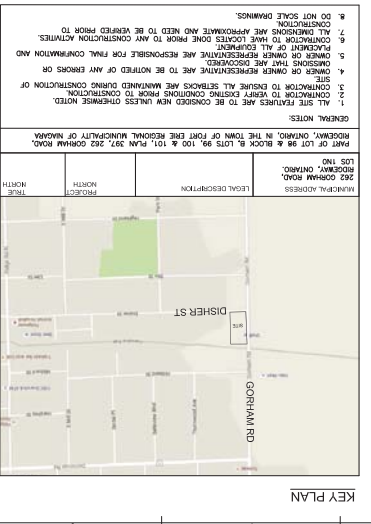 KEY PLAN
GORHAM RD
SITE
DISHER ST
MUNICIPAL ADDRESS
262 GORHAM ROAD,
RIDGEWAY, ONTARIO.
L0S 1N0
LEGAL DESCRIPTION
PROJECT
NORTH
TRUE
NORTH
PART OF LOT 98 & BLOCK B, LOTS 99, 100 & 101, PLAN 397, 262 GORHAM ROAD,
RIDGEWAY, ONTARIO, IN THE TOWN OF FORT ERIE REGIONAL MUNICIPALITY OF NIAGARA
GENERAL NOTES:
1. ALL SITE FEATURES ARE TO BE CONSIDED NEW UNLESS OTHERWISE NOTED.
2. CONTRACTOR TO VERIFY EXISTING CONDITIONS PRIOR TO CONSTRUCTION.
3. CONTRACTOR TO ENSURE ALL SETBACKS ARE MAINTAINED DURING CONSTRUCTION OF
SITE.
4. OWNER OR OWNER REPRESENTATIVE ARE TO BE NOTIFIED OF ANY ERRORS OR
OMISSIONS THAT ARE DISCOVERED.
5. OWNER OR OWNER REPRESENTATIVE ARE RESPONSIBLE FOR FINAL CONFIRMATION AND
PLACEMENT OF ALL EQUIPMENT.
6. CONTRACTOR TO HAVE LOCATES DONE PRIOR TO ANY CONSTRUCTION ACTIVITIES.
7. ALL DIMENSIONS ARE APPROXIMATE AND NEED TO BE VERIFIED PRIOR TO
CONSTRUCTION.
8. DO NOT SCALE DRAWINGS.